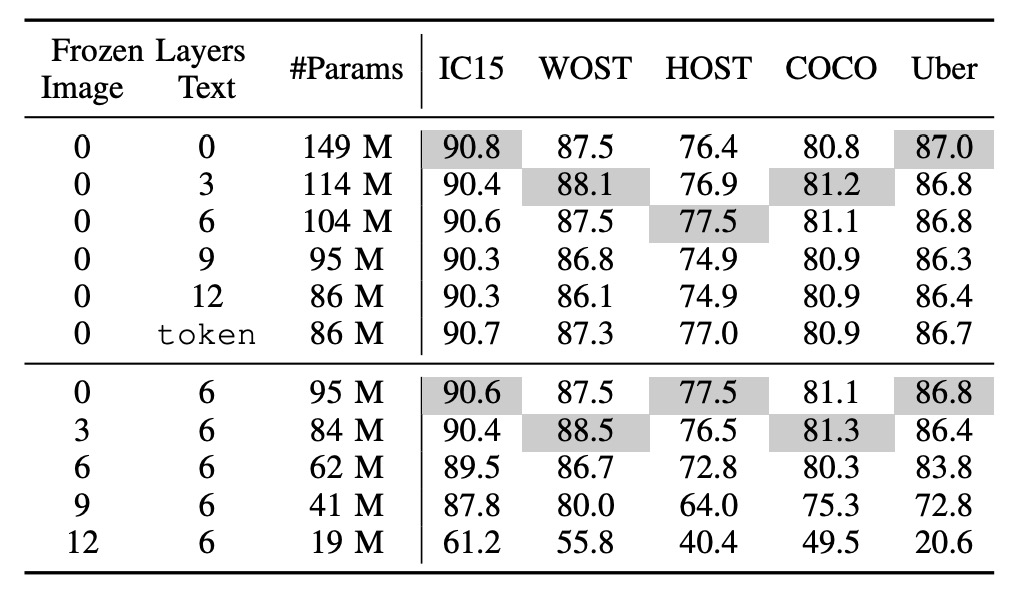 Frozen Layers
Image Text #Params IC15 WOST HOST COCO Uber
0 0 149 M 90.8 87.5 76.4 80.8 87.0
0 3 114 M 90.4 88.1 76.9 81.2 86.8
0 6 104 M 90.6 87.5 77.5 81.1 86.8
0 9 95 M 90.3 86.8 74.9 80.9 86.3
0 12 86 M 90.3 86.1 74.9 80.9 86.4
0 token 86 M 90.7 87.3 77.0 80.9 86.7
0 6 95 M 90.6 87.5 77.5 81.1 86.8
3 6 84 M 90.4 88.5 76.5 81.3 86.4
6 6 62 M 89.5 86.7 72.8 80.3 83.8
9 6 41 M 87.8 80.0 64.0 75.3 72.8
12 6 19 M 61.2 55.8 40.4 49.5 20.6